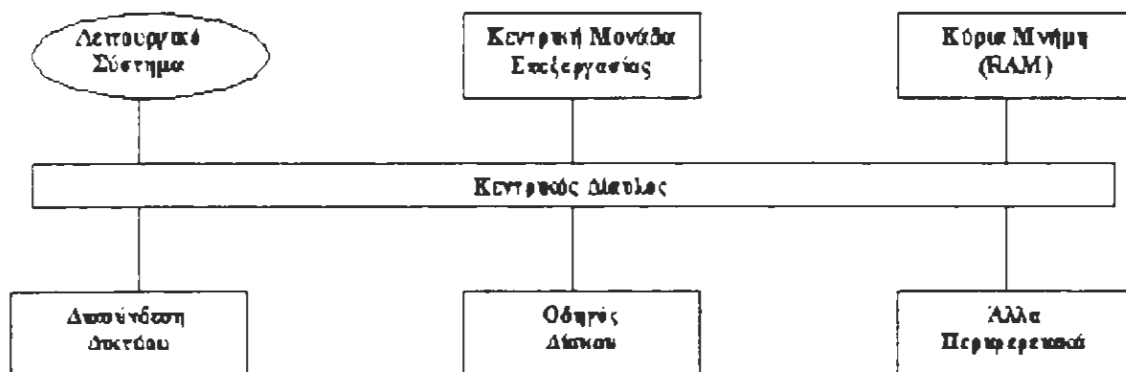 Λειτουργικό
Σύστημα
Κεντρική Μονάδα
Επεξεργασίας
Κύρια Μνήμη
(RAM)
Κεντρικός Δίαυλος
Διασύνδεση
Δικτύου
Οδηγός
Δίσκου
Άλλα
Περιφερειακά